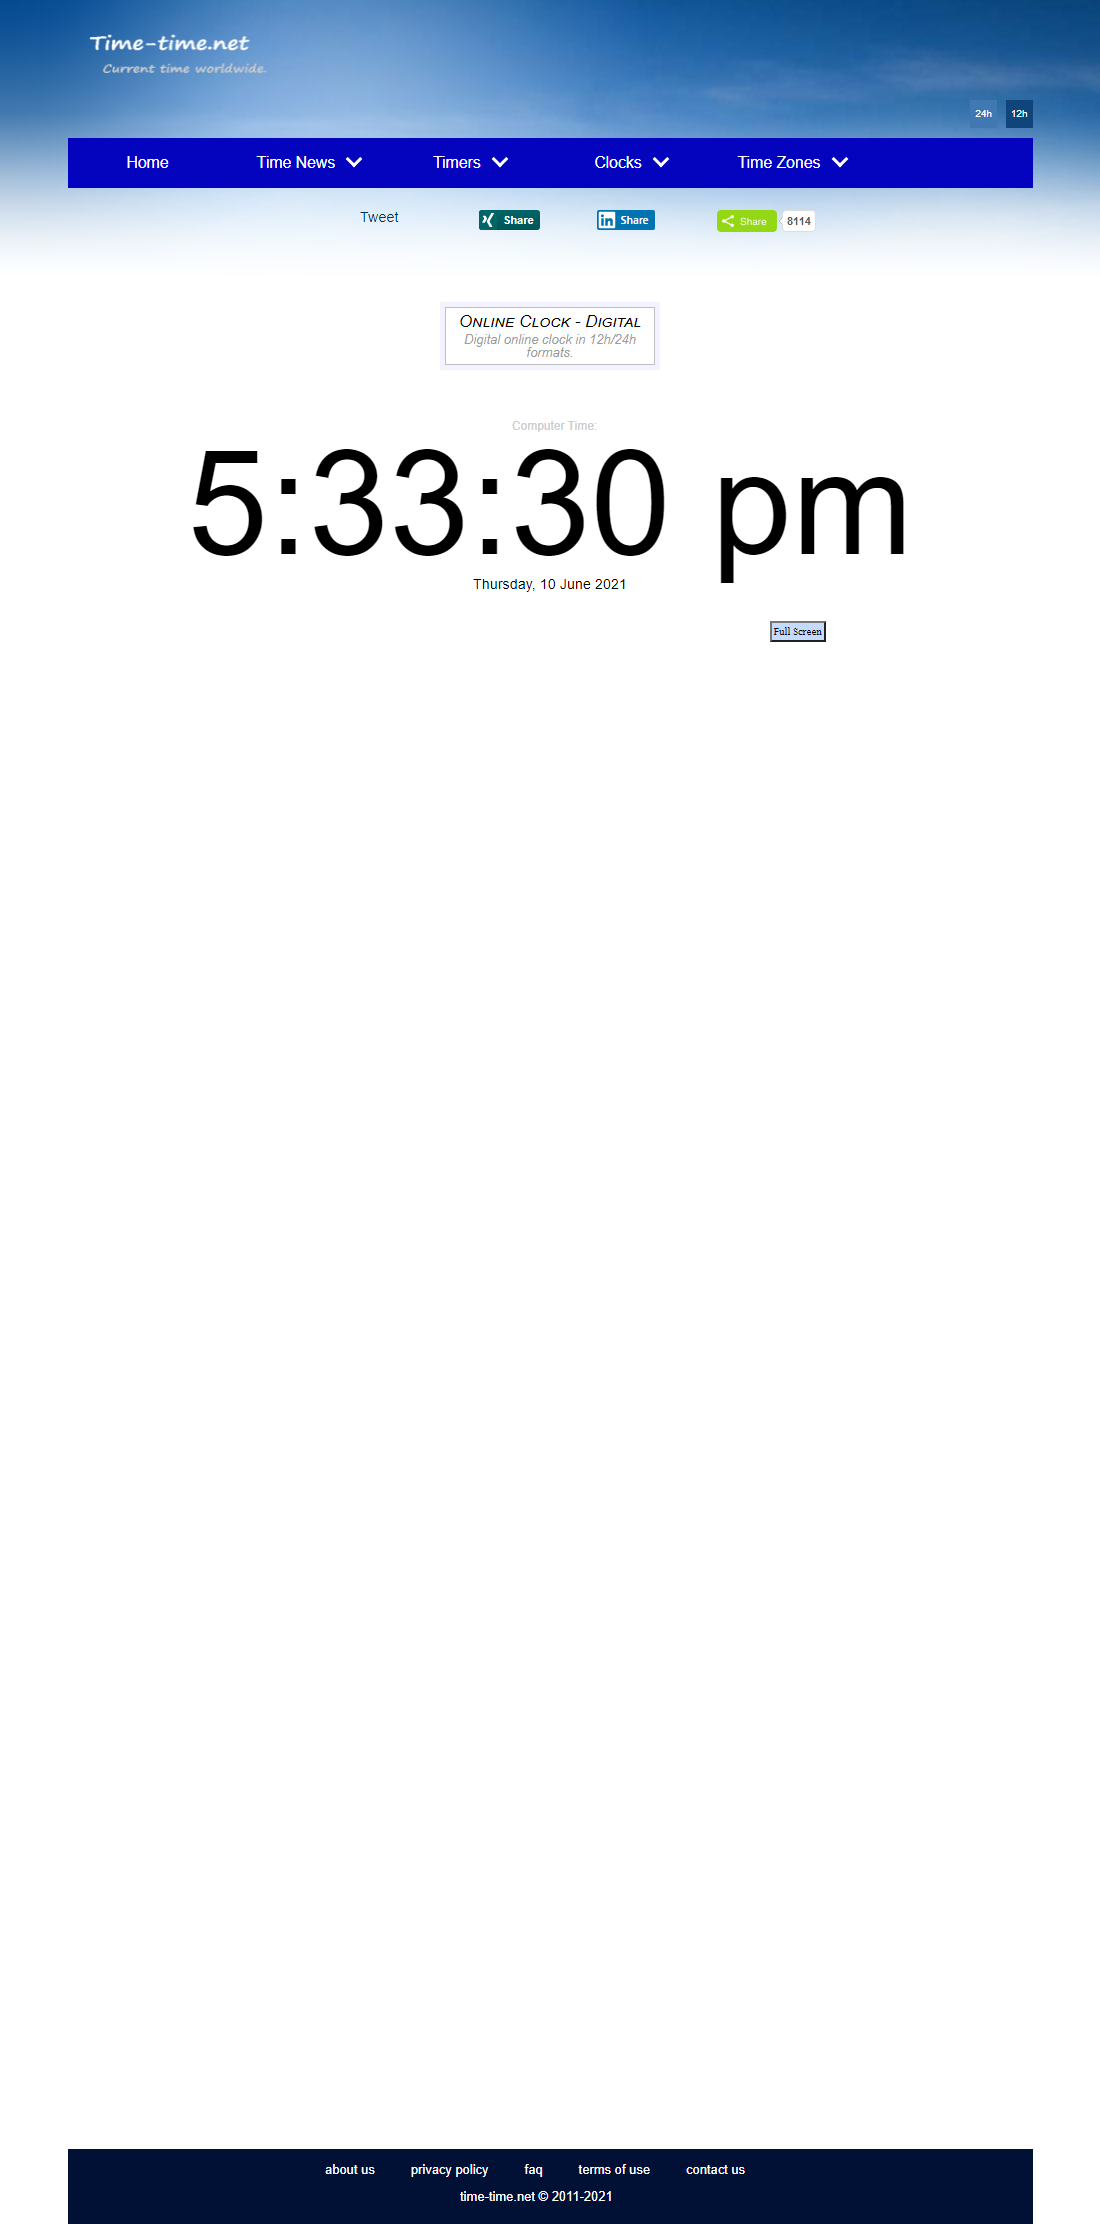 Time-time.net
Current time worldwide.
24h 12h
Home Time News Timers Clocks Time Zones
Tweet Share Share Share 8114
Online Clock - Digital
Digital online clock in 12h/24h
formats.
Computer Time:
5:33:30 pm
Thursday, 10 June 2021
Full Screen
about us privacy policy faq terms of use contact us
time-time.net © 2011-2021